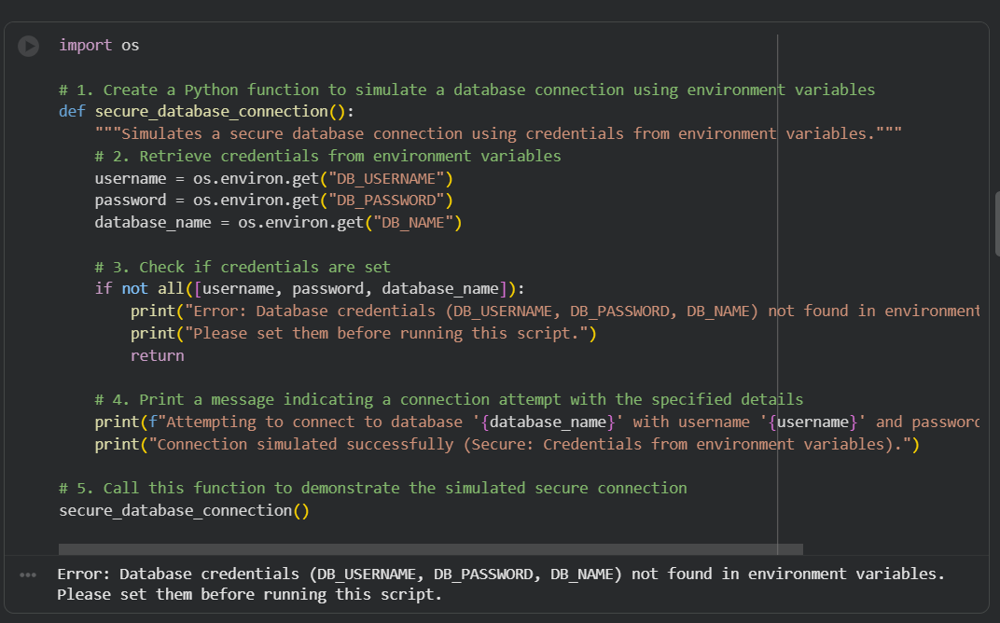 import os

# 1. Create a Python function to simulate a database connection using environment variables
def secure_database_connection():
    """Simulates a secure database connection using credentials from environment variables."""
    # 2. Retrieve credentials from environment variables
    username = os.environ.get("DB_USERNAME")
    password = os.environ.get("DB_PASSWORD")
    database_name = os.environ.get("DB_NAME")

    # 3. Check if credentials are set
    if not all([username, password, database_name]):
        print("Error: Database credentials (DB_USERNAME, DB_PASSWORD, DB_NAME) not found in environment
        print("Please set them before running this script.")
        return

    # 4. Print a message indicating a connection attempt with the specified details
    print(f"Attempting to connect to database '{database_name}' with username '{username}' and
    print("Connection simulated successfully (Secure: Credentials from environment variables).")

# 5. Call this function to demonstrate the simulated secure connection
secure_database_connection()

Error: Database credentials (DB_USERNAME, DB_PASSWORD, DB_NAME) not found in environment variables.
Please set them before running this script.